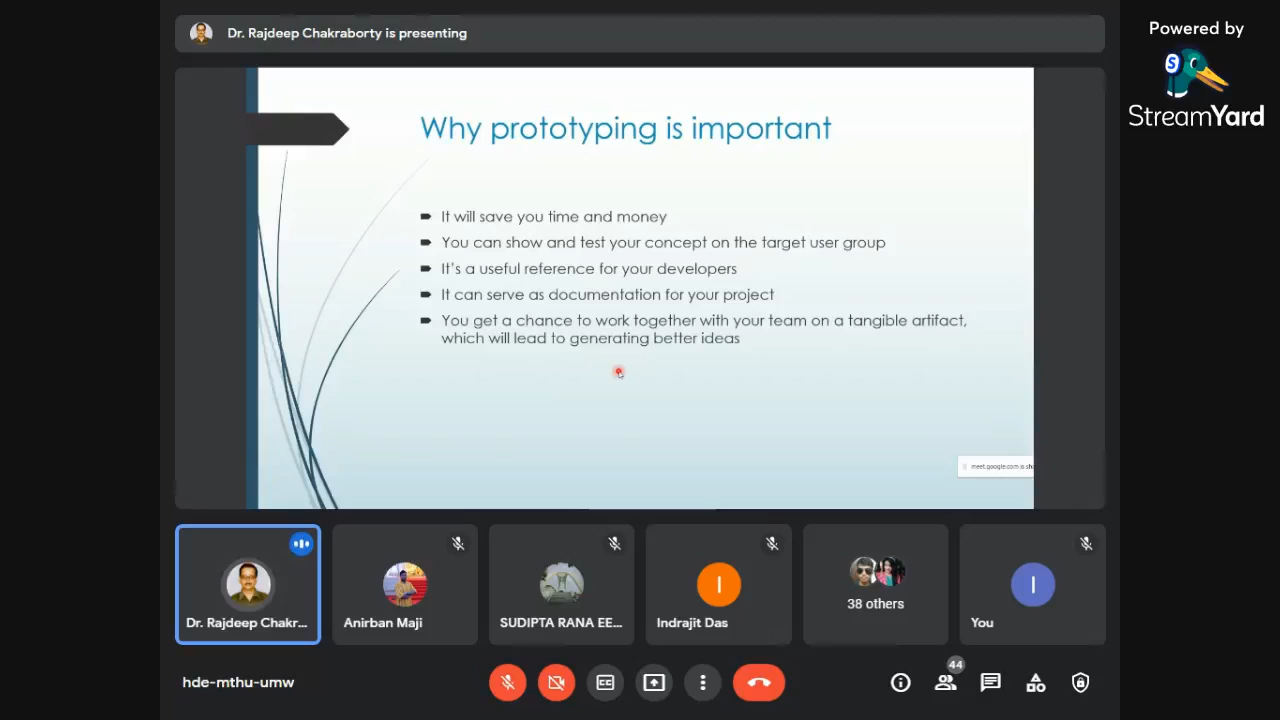 Dr. Rajdeep Chakraborty is presenting
Powered by
StreamYard
Why prototyping is important
It will save you time and money
You can show and test your concept on the target user group
It's a useful reference for your developers
It can serve as documentation for your project
You get a chance to work together with your team on a tangible artifact,
which will lead to generating better ideas
meet.google.com is sha
Dr. Rajdeep Chakr...
Anirban Maji
SUDIPTA RANA EE...
I
Indrajit Das
38 others
I
You
hde-mthu-umw
CC
44